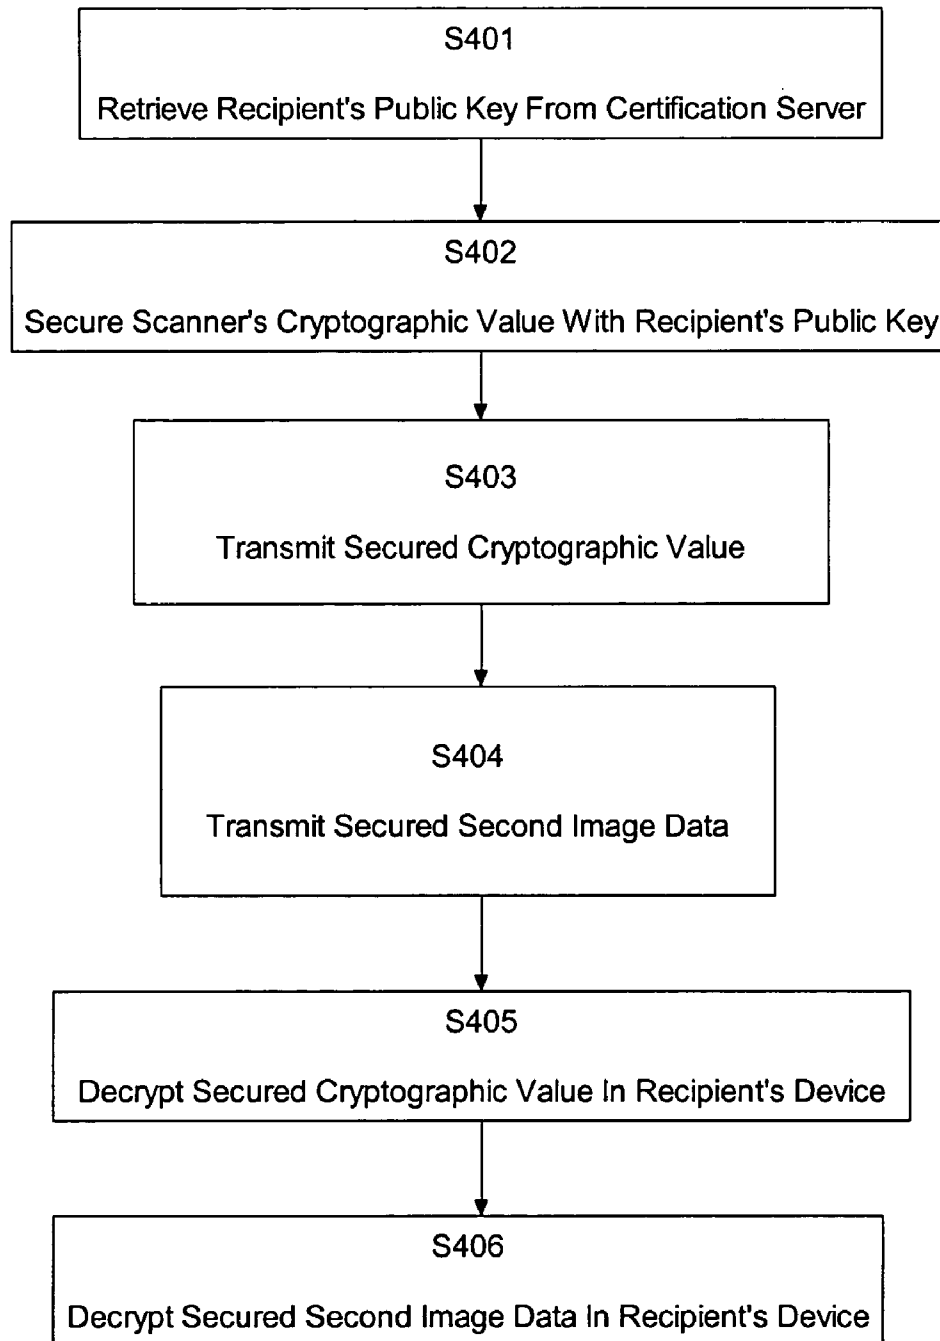 S401
Retrieve Recipient's Public Key From Certification Server
S402
Secure Scanner's Cryptographic Value With Recipient's Public Key
S403
Transmit Secured Cryptographic Value
S404
Transmit Secured Second Image Data
S405
Decrypt Secured Cryptographic Value In Recipient's Device
S406
Decrypt Secured Second Image Data In Recipient's Device